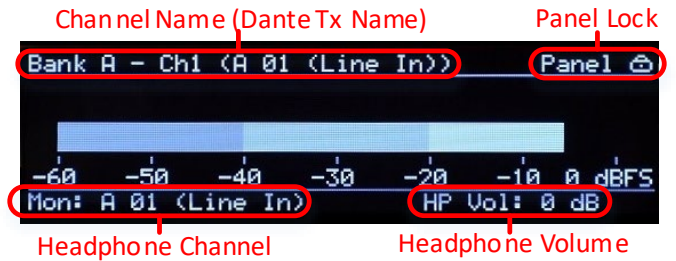 Channel Name (Dante Tx Name) Panel Lock
Bank A - Ch1 (A 01 (Line In)) Panel
-60 -50 -40 -30 -20 -10 0 dBFS
Mon: A 01 (Line In) HP Vol: 0 dB
Headphone Channel Headphone Volume